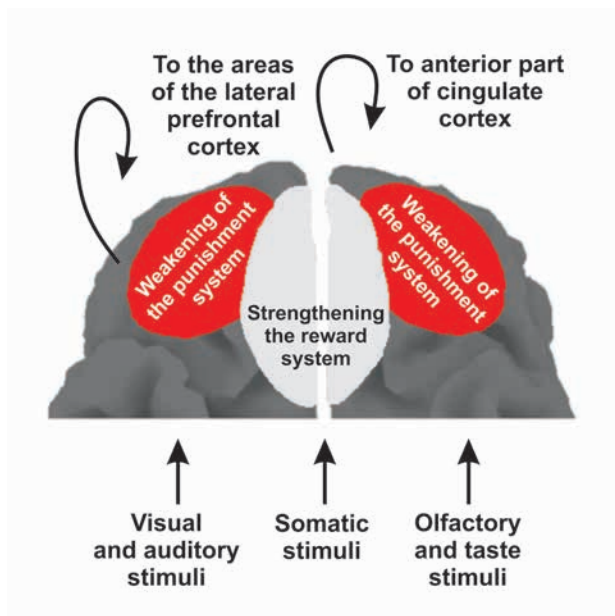 To the areas
of the lateral
prefrontal
cortex
To anterior part
of cingulate
cortex
Weakening of
the punishment
system
Strengthening
the reward
system
Weakening of
the punishment
system
Visual
and auditory
stimuli
Somatic
stimuli
Olfactory
and taste
stimuli